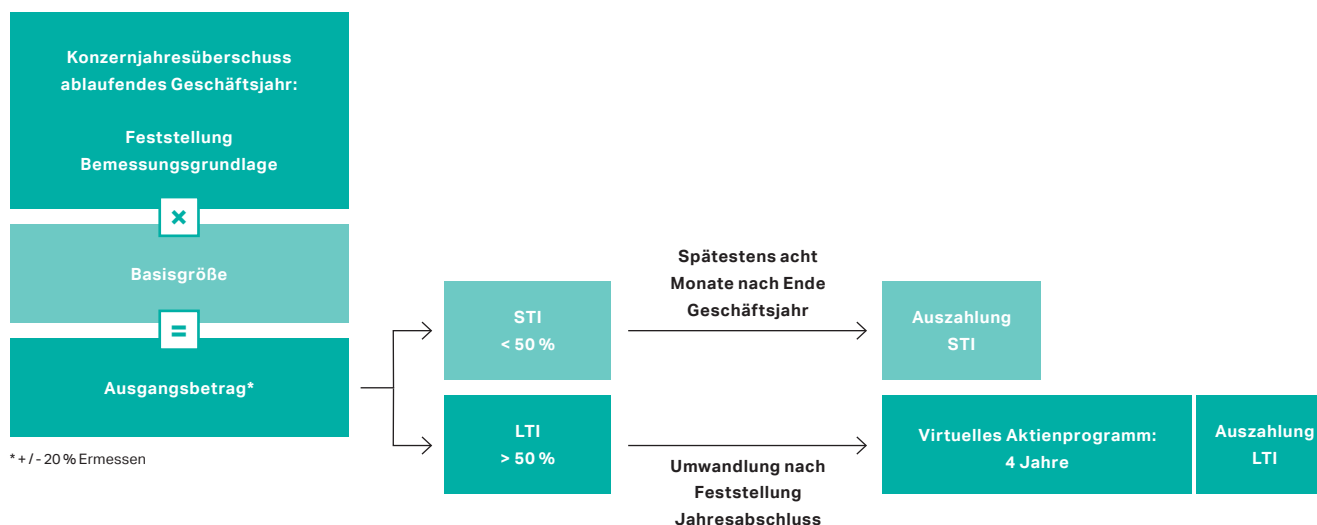 Konzernjahresüberschuss
ablaufendes Geschäftsjahr:
Feststellung
Bemessungsgrundlage
×
Basisgröße
=
Ausgangsbetrag*
* + / - 20 % Ermessen
STI
< 50 %
Spätestens acht
Monate nach Ende
Geschäftsjahr
Auszahlung
STI
LTI
> 50 %
Umwandlung nach
Feststellung
Jahresabschluss
Virtuelles Aktienprogramm:
4 Jahre
Auszahlung
LTI